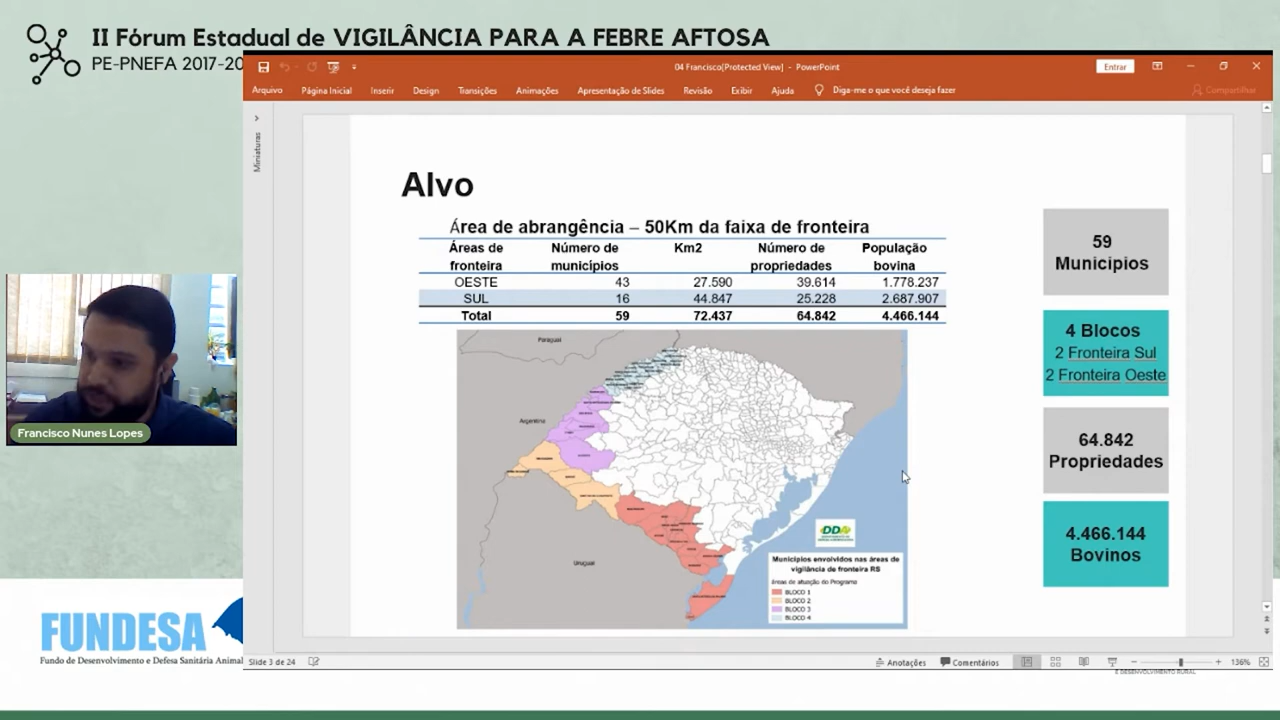 II Fórum Estadual de VIGILÂNCIA PARA A FEBRE AFTOSA
PE-PNEFA 2017-20
04 Francisco[Protected View] - PowerPoint
Entrar
Arquivo Página Inicial Inserir Design Transições Animações Apresentação de Slides Revisão Exibir Ajuda Diga-me o que você deseja fazer Compartilhar
Miniaturas
Alvo
Área de abrangência – 50Km da faixa de fronteira
Áreas de fronteira Número de municípios Km2 Número de propriedades População bovina
OESTE 43 27.590 39.614 1.778.237
SUL 16 44.847 25.228 2.687.907
Total 59 72.437 64.842 4.466.144
Paraguai
Argentina
Uruguai
DDA
Municípios envolvidos nas áreas de
vigilância de fronteira RS
Áreas de atuação do Programa
BLOCO 1
BLOCO 2
BLOCO 3
BLOCO 4
59
Municipios
4 Blocos
2 Fronteira Sul
2 Fronteira Oeste
64.842
Propriedades
4.466.144
Bovinos
Francisco Nunes Lopes
FUNDESA
Fundo de Desenvolvimento e Defesa Sanitária Animal
Slide 3 de 24
Anotações Comentários 136%
E DESENVOLVIMENTO RURAL